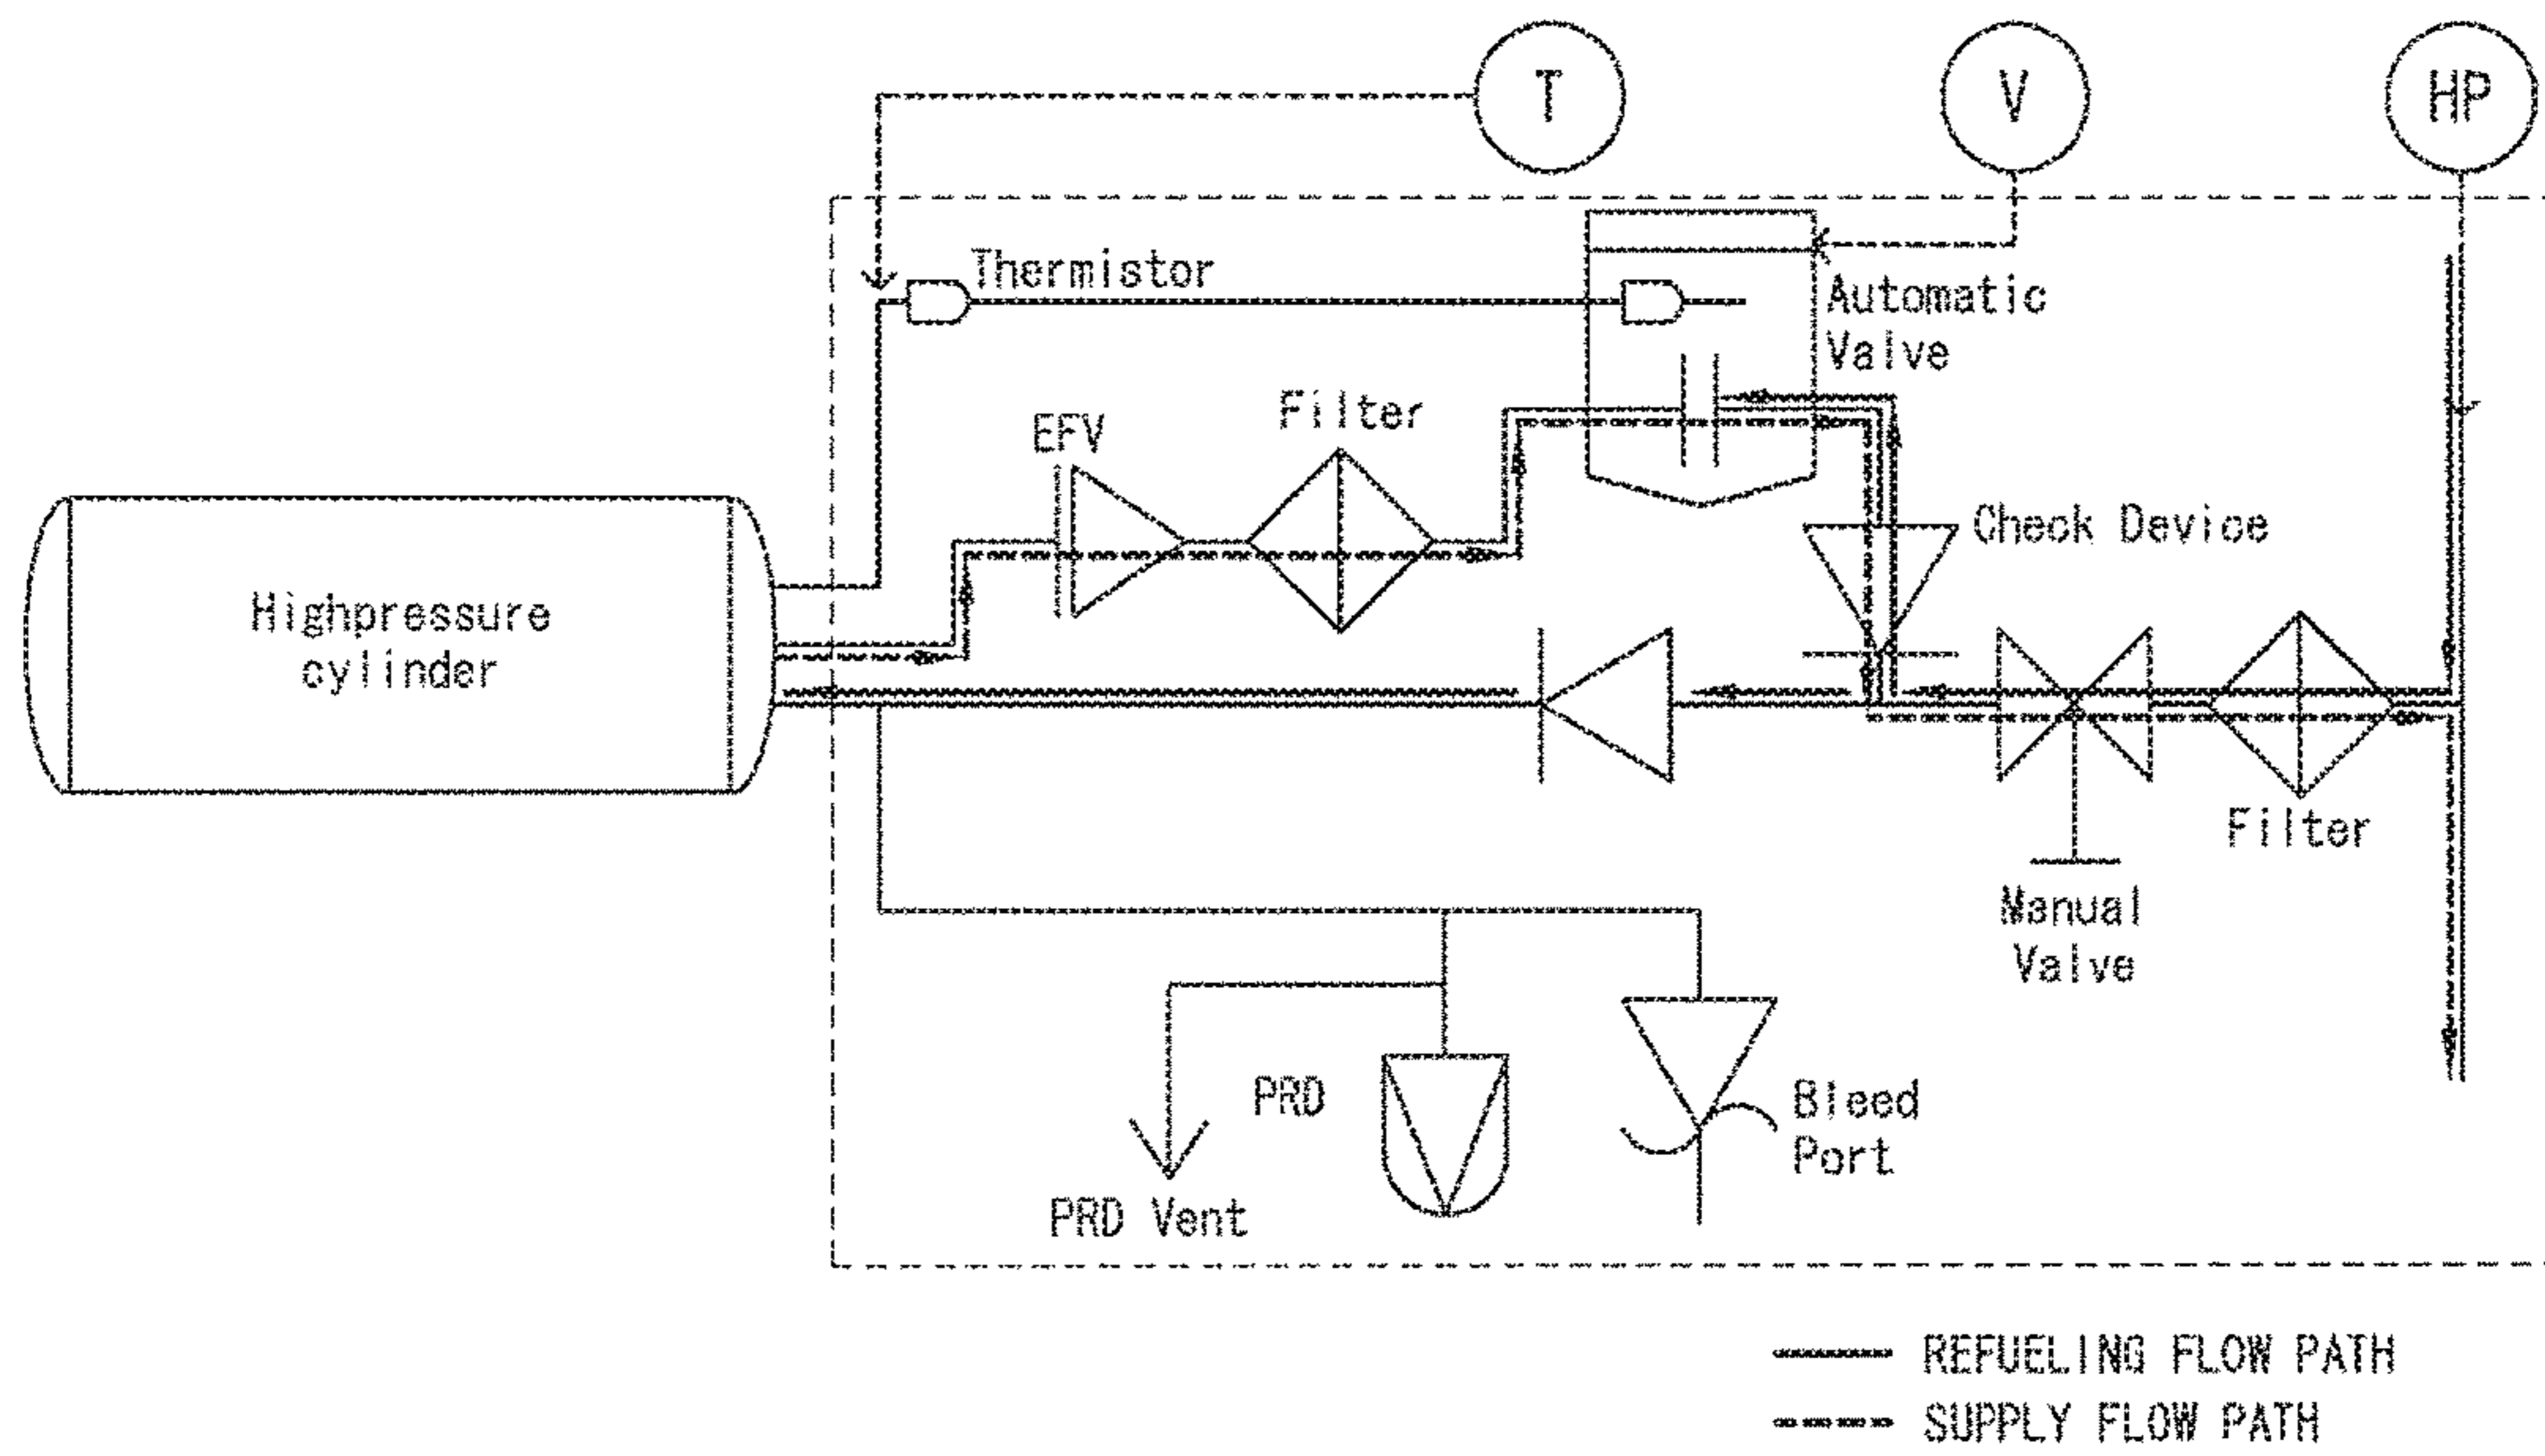 T
V
HP
Thermistor
Automatic
Valve
Filter
EFV
Check Device
Highpressure
cylinder
Filter
Manual
Valve
PRD
Bleed
Port
PRD Vent
REFUELING FLOW PATH
SUPPLY FLOW PATH